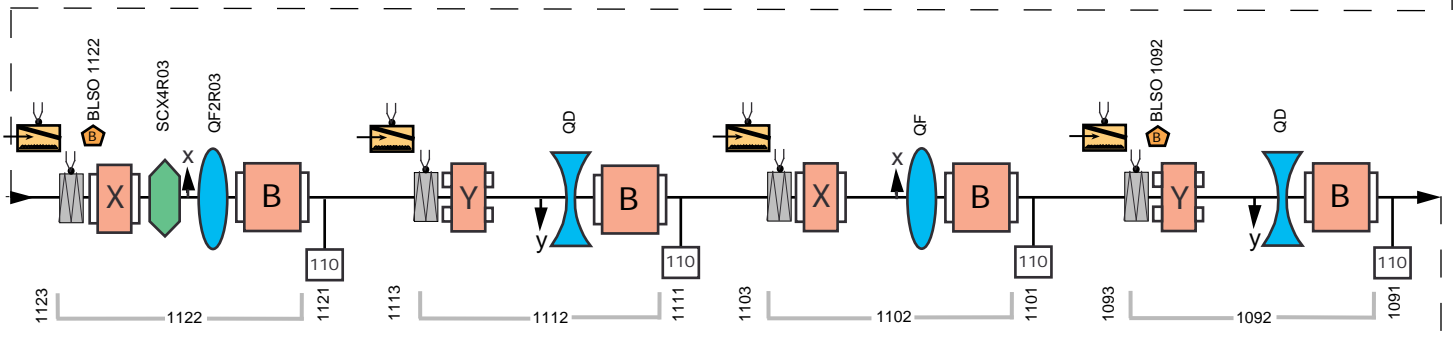 BLSO 1122
SCX4R03
QF2R03
QD
QF
BLSO 1092
QD
B
B
x
x
X
B
Y
B
X
B
Y
B
y
y
110
110
110
110
1123
1122
1121
1113
1112
1111
1103
1102
1101
1093
1092
1091